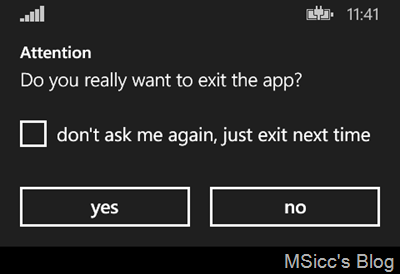 11:41
Attention
Do you really want to exit the app?
don't ask me again, just exit next time
yes
no
MSicc's Blog